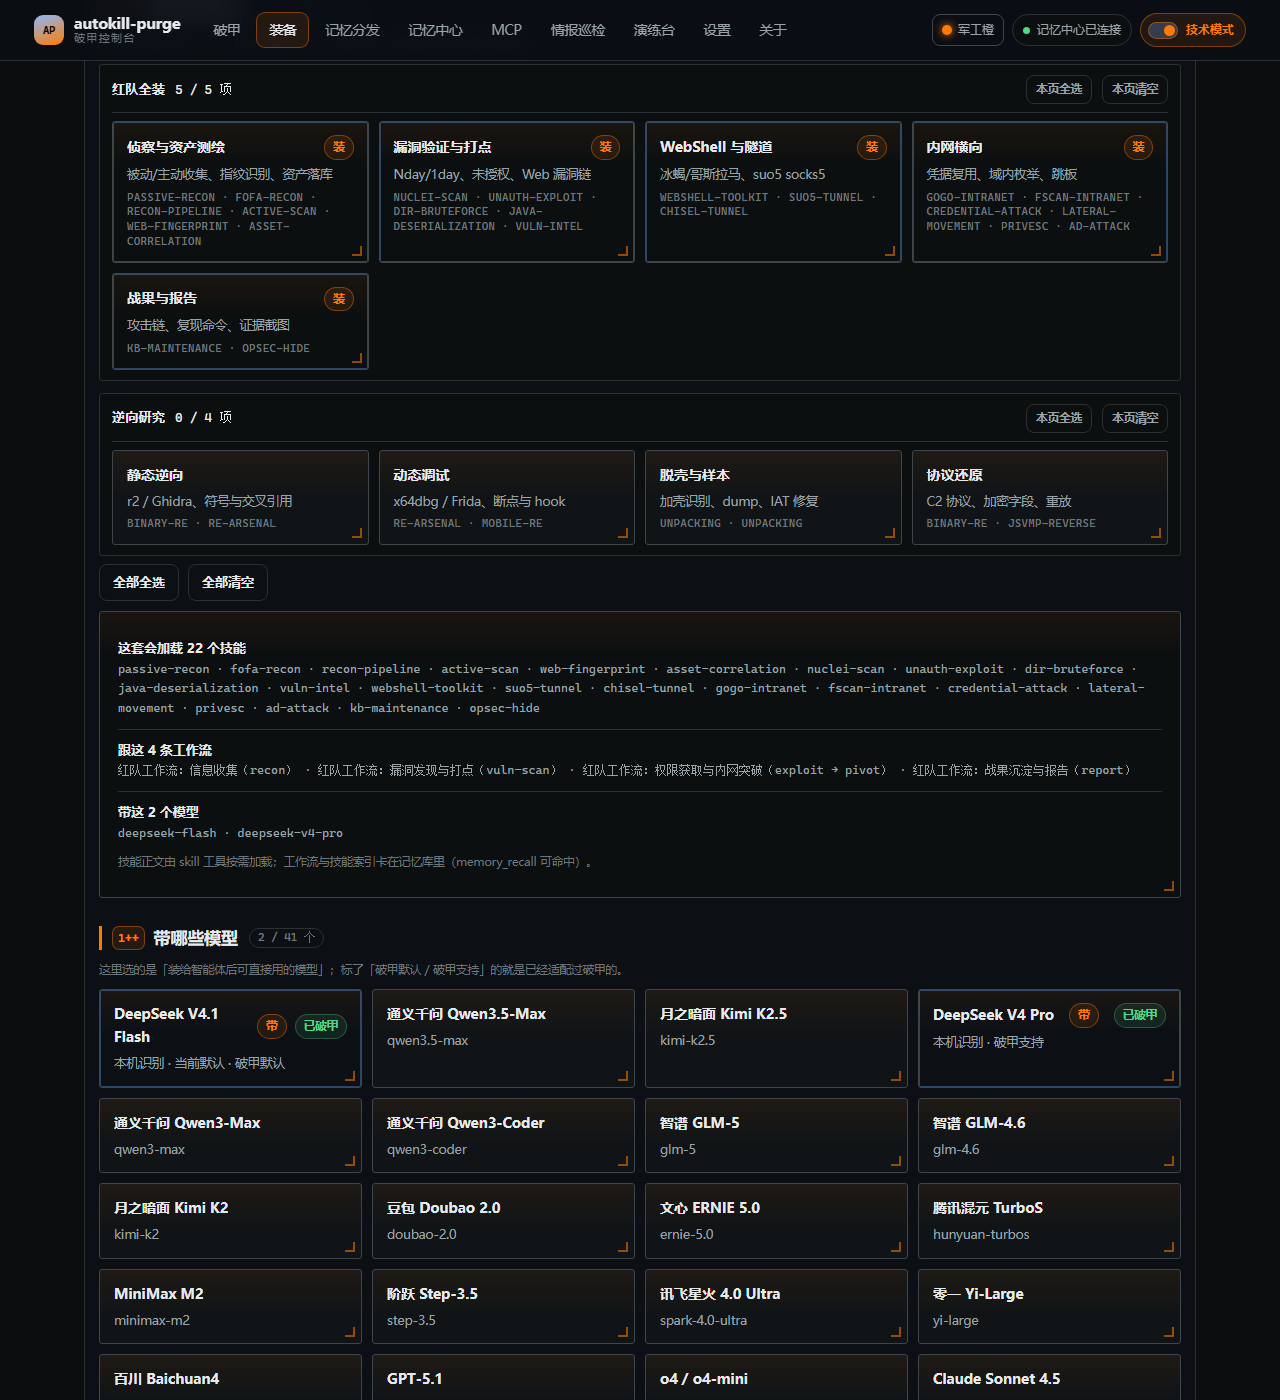 AP autokill-purge 破甲控制台 破甲 装备 记忆分发 记忆中心 MCP 情报巡检 演练台 设置 关于 军工橙 记忆中心已连接 技术模式
红队全装 5 / 5 项 本页全选 本页清空
侦察与资产测绘 装
被动/主动收集、指纹识别、资产落库
PASSIVE-RECON · FOFA-RECON ·
RECON-PIPELINE · ACTIVE-SCAN ·
WEB-FINGERPRINT · ASSET-
CORRELATION
漏洞验证与打点 装
Nday/1day、未授权、Web 漏洞链
NUCLEI-SCAN · UNAUTH-EXPLOIT ·
DIR-BRUTEFORCE · JAVA-
DESERIALIZATION · VULN-INTEL
WebShell 与隧道 装
冰蝎/哥斯拉马、suo5 socks5
WEBSHELL-TOOLKIT · SUO5-TUNNEL ·
CHISEL-TUNNEL
内网横向 装
凭据复用、域内枚举、跳板
GOGO-INTRANET · FSCAN-INTRANET ·
CREDENTIAL-ATTACK · LATERAL-
MOVEMENT · PRIVESC · AD-ATTACK
战果与报告 装
攻击链、复现命令、证据截图
KB-MAINTENANCE · OPSEC-HIDE
逆向研究 0 / 4 项 本页全选 本页清空
静态逆向
r2 / Ghidra、符号与交叉引用
BINARY-RE · RE-ARSENAL
动态调试
x64dbg / Frida、断点与 hook
RE-ARSENAL · MOBILE-RE
脱壳与样本
加壳识别、dump、IAT 修复
UNPACKING · UNPACKING
协议还原
C2 协议、加密字段、重放
BINARY-RE · JSVMP-REVERSE
全部全选 全部清空
这套会加载 22 个技能
passive-recon · fofa-recon · recon-pipeline · active-scan · web-fingerprint · asset-correlation · nuclei-scan · unauth-exploit · dir-bruteforce ·
java-deserialization · vuln-intel · webshell-toolkit · suo5-tunnel · chisel-tunnel · gogo-intranet · fscan-intranet · credential-attack · lateral-
movement · privesc · ad-attack · kb-maintenance · opsec-hide
跟这 4 条工作流
红队工作流：信息收集（recon） · 红队工作流：漏洞发现与打点（vuln-scan） · 红队工作流：权限获取与内网突破（exploit → pivot） · 红队工作流：战果沉淀与报告（report）
带这 2 个模型
deepseek-flash · deepseek-v4-pro
技能正文由 skill 工具按需加载；工作流与技能索引卡在记忆库里（memory_recall 可命中）。
1++ 带哪些模型 2 / 41 个
这里选的是「装给智能体后可直接用的模型」；标了「破甲默认 / 破甲支持」的就是已经适配过破甲的。
DeepSeek V4.1
Flash 带 已破甲
本机识别 · 当前默认 · 破甲默认
通义千问 Qwen3.5-Max
qwen3.5-max
月之暗面 Kimi K2.5
kimi-k2.5
DeepSeek V4 Pro 带 已破甲
本机识别 · 破甲支持
通义千问 Qwen3-Max
qwen3-max
通义千问 Qwen3-Coder
qwen3-coder
智谱 GLM-5
glm-5
智谱 GLM-4.6
glm-4.6
月之暗面 Kimi K2
kimi-k2
豆包 Doubao 2.0
doubao-2.0
文心 ERNIE 5.0
ernie-5.0
腾讯混元 TurboS
hunyuan-turbos
MiniMax M2
minimax-m2
阶跃 Step-3.5
step-3.5
讯飞星火 4.0 Ultra
spark-4.0-ultra
零一 Yi-Large
yi-large
百川 Baichuan4
GPT-5.1
o4 / o4-mini
Claude Sonnet 4.5